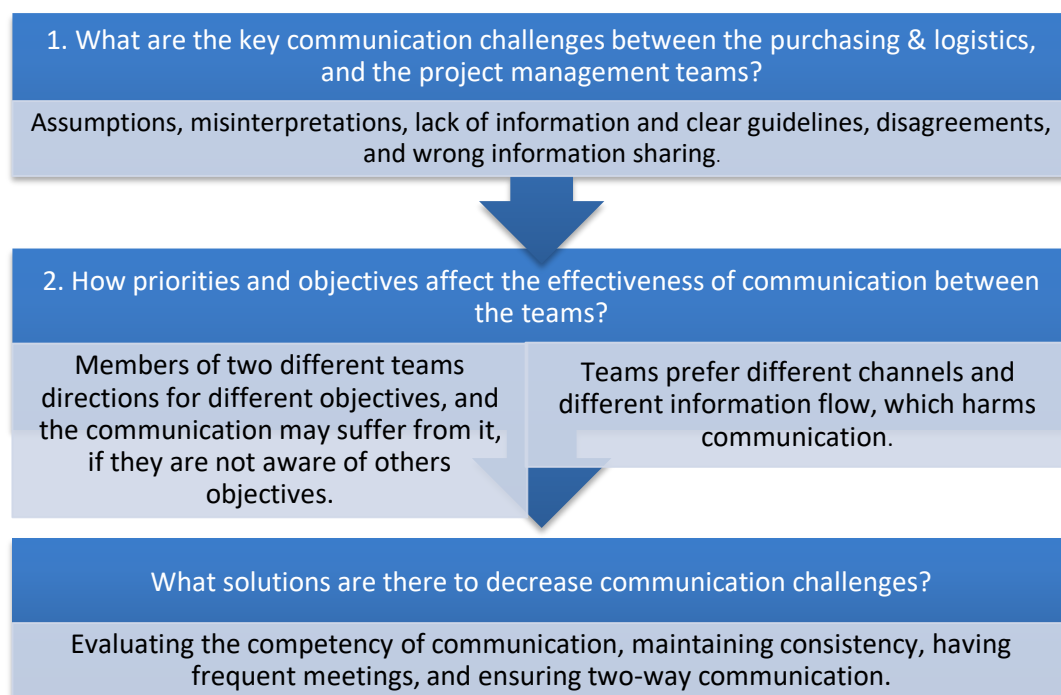 1. What are the key communication challenges between the purchasing & logistics,
and the project management teams?
Assumptions, misinterpretations, lack of information and clear guidelines, disagreements,
and wrong information sharing.
2. How priorities and objectives affect the effectiveness of communication between
the teams?
Members of two different teams
directions for different objectives, and
the communication may suffer from it,
if they are not aware of others
objectives.
Teams prefer different channels and
different information flow, which harms
communication.
What solutions are there to decrease communication challenges?
Evaluating the competency of communication, maintaining consistency, having
frequent meetings, and ensuring two-way communication.